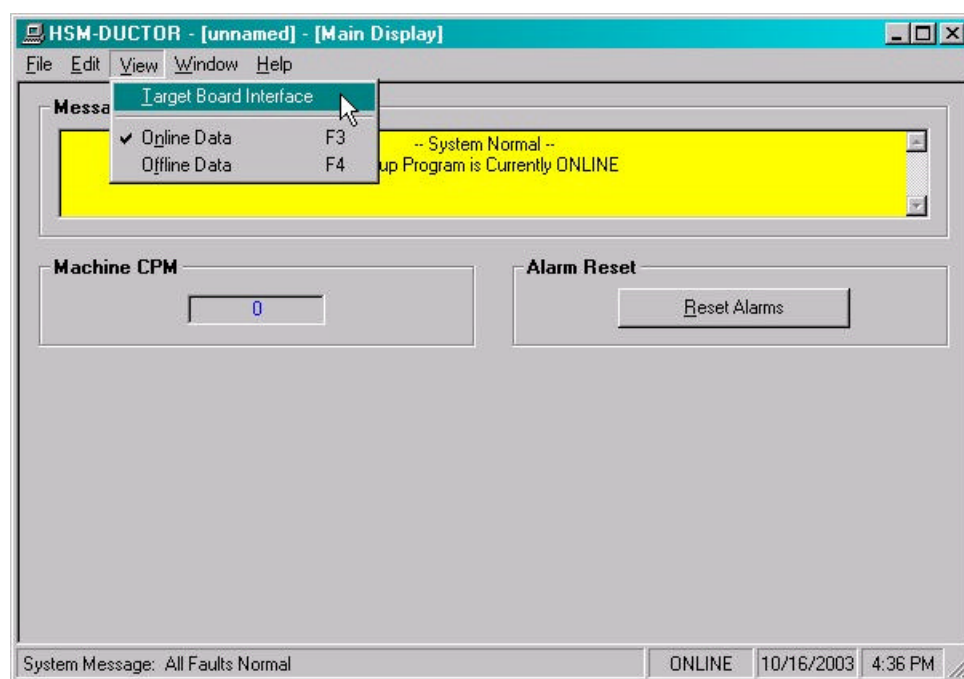 HSM-DUCTOR - [unnamed] - [Main Display]
File Edit View Window Help
Target Board Interface
Online Data F3
Offline Data F4
-- System Normal --
up Program is Currently ONLINE
Machine CPM
0
Alarm Reset
Reset Alarms
System Message: All Faults Normal
ONLINE
10/16/2003
4:36 PM